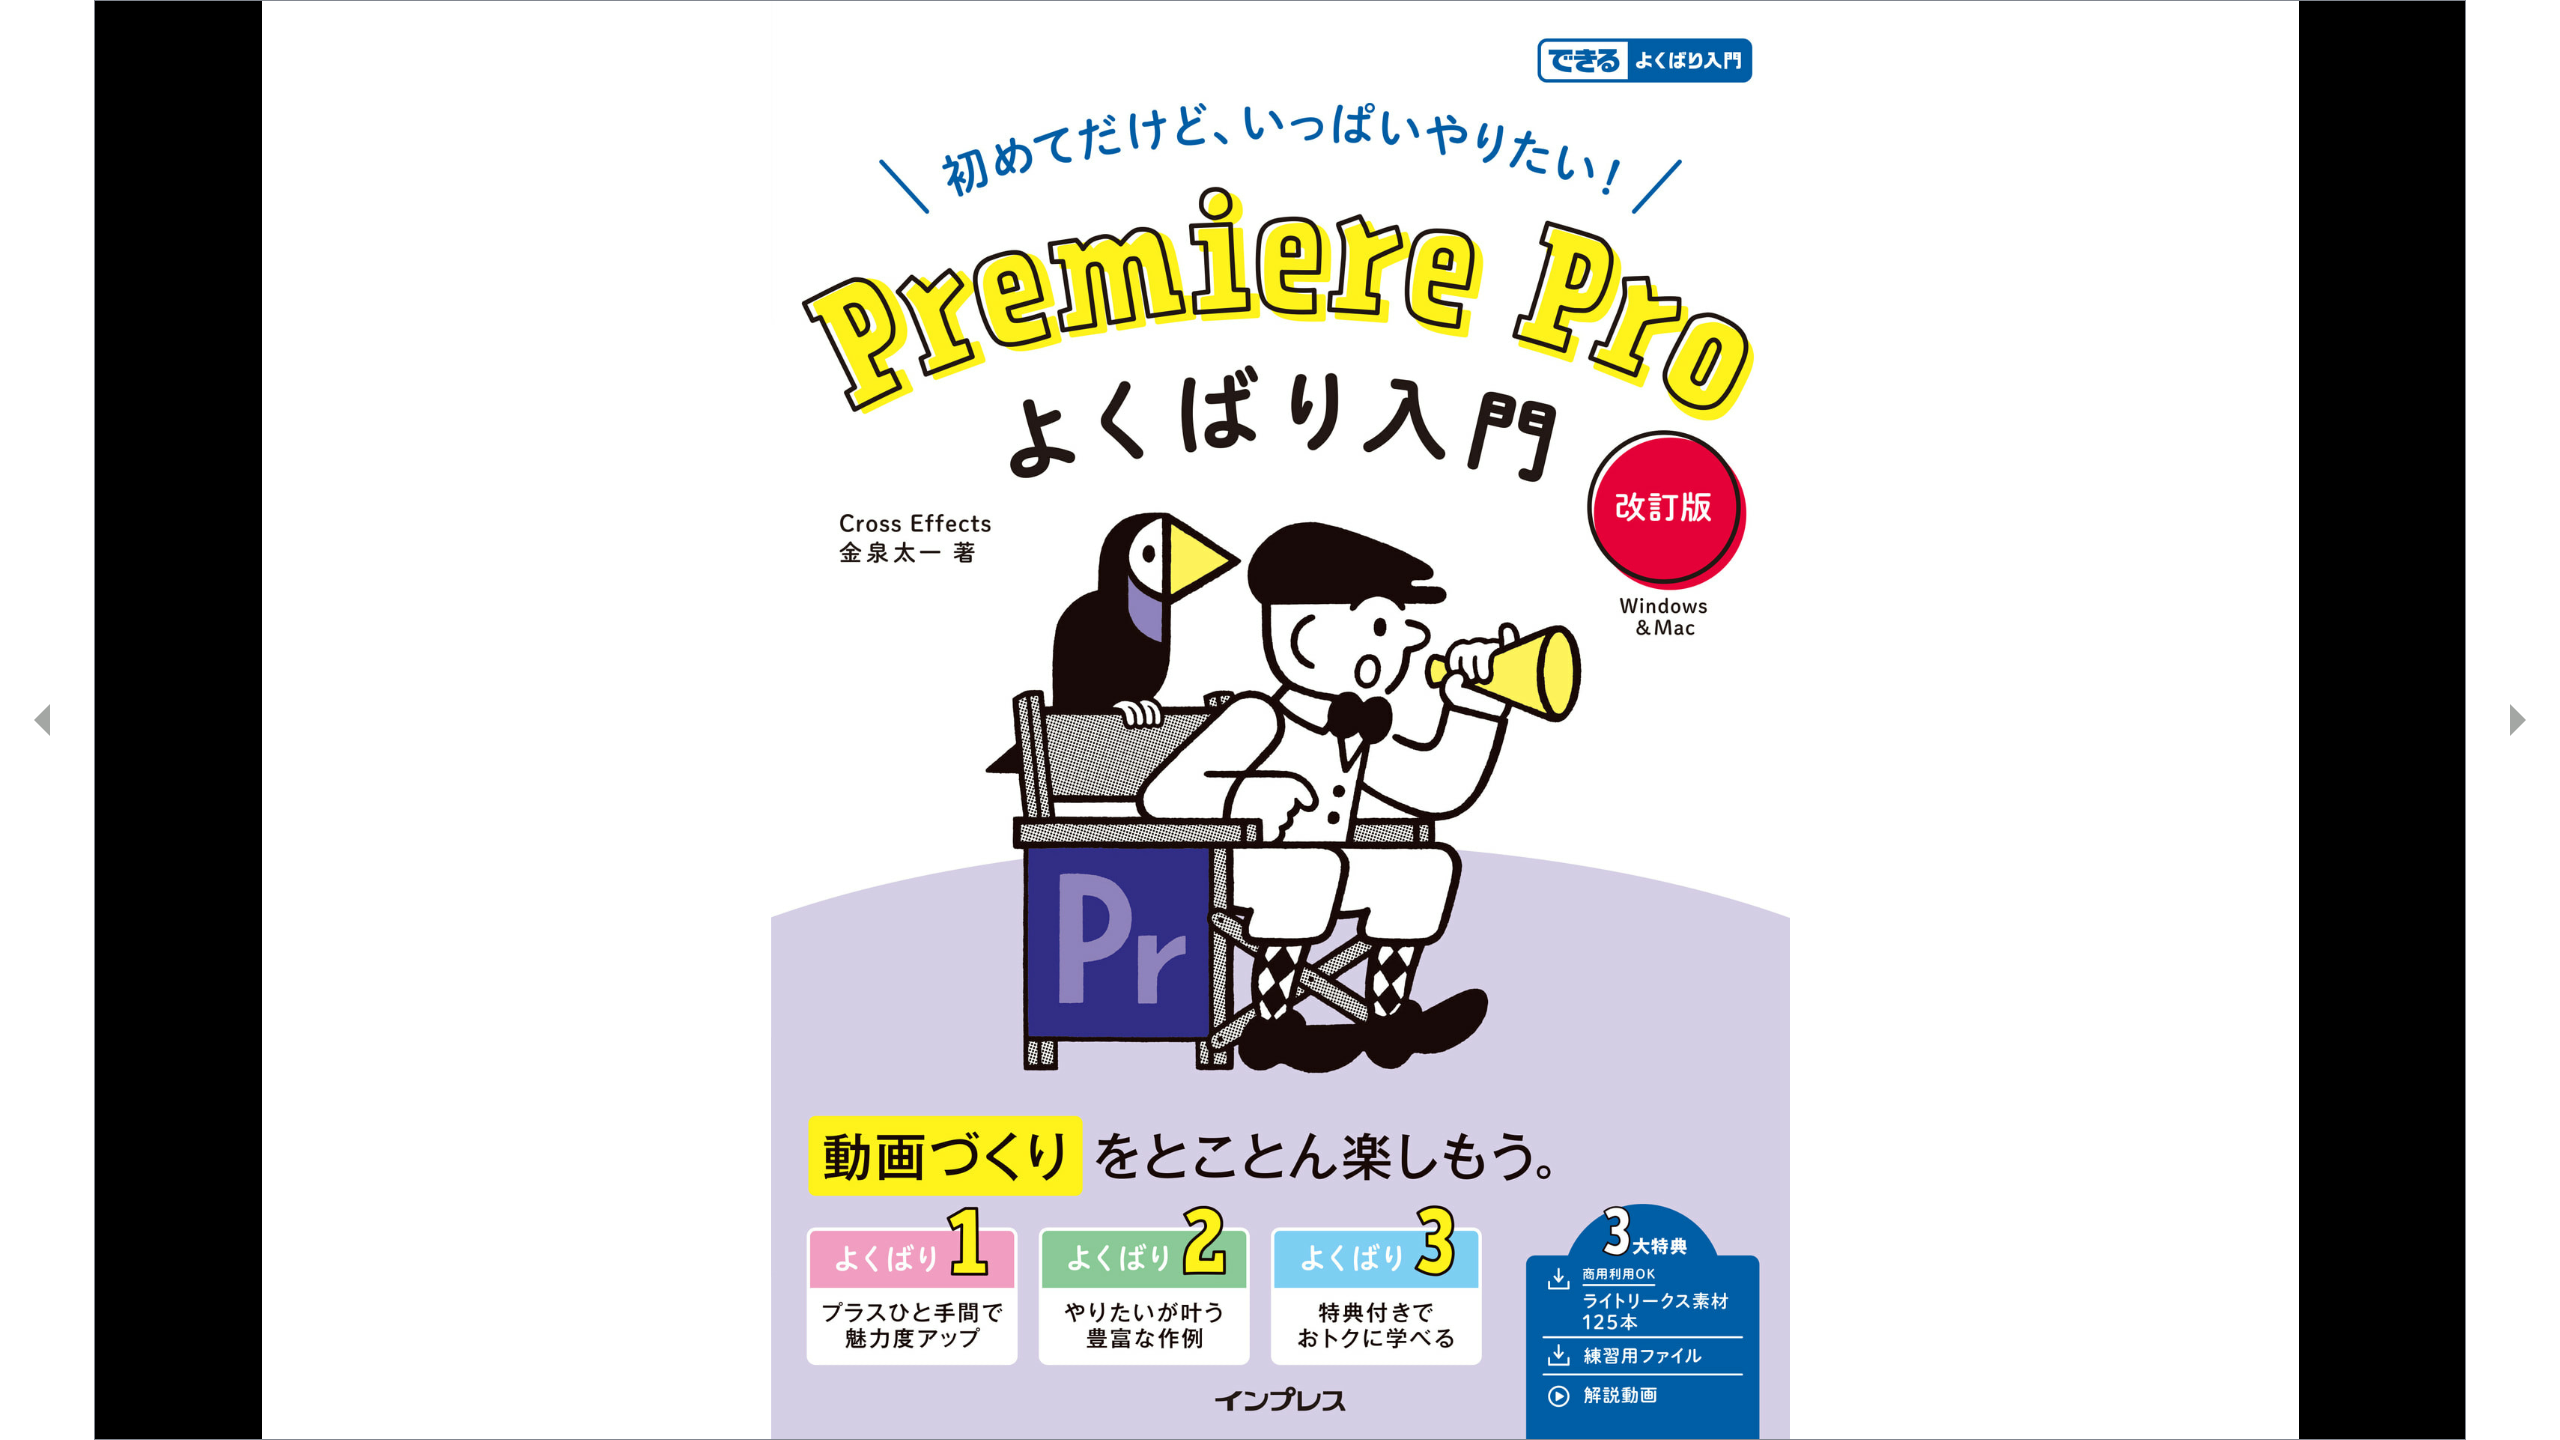 できる よくばり入門
初めてだけど、いっぱいやりたい!
Premiere Pro
よくばり入門
改訂版
Windows
&Mac
Cross Effects
金泉太一 著
Pr
動画づくりをとことん楽しもう。
よくばり1
プラスひと手間で
魅力度アップ
よくばり2
やりたいが叶う
豊富な作例
よくばり3
特典付きで
おトクに学べる
3大特典
商用利用OK
ライトリークス素材
125本
練習用ファイル
解説動画
インプレス